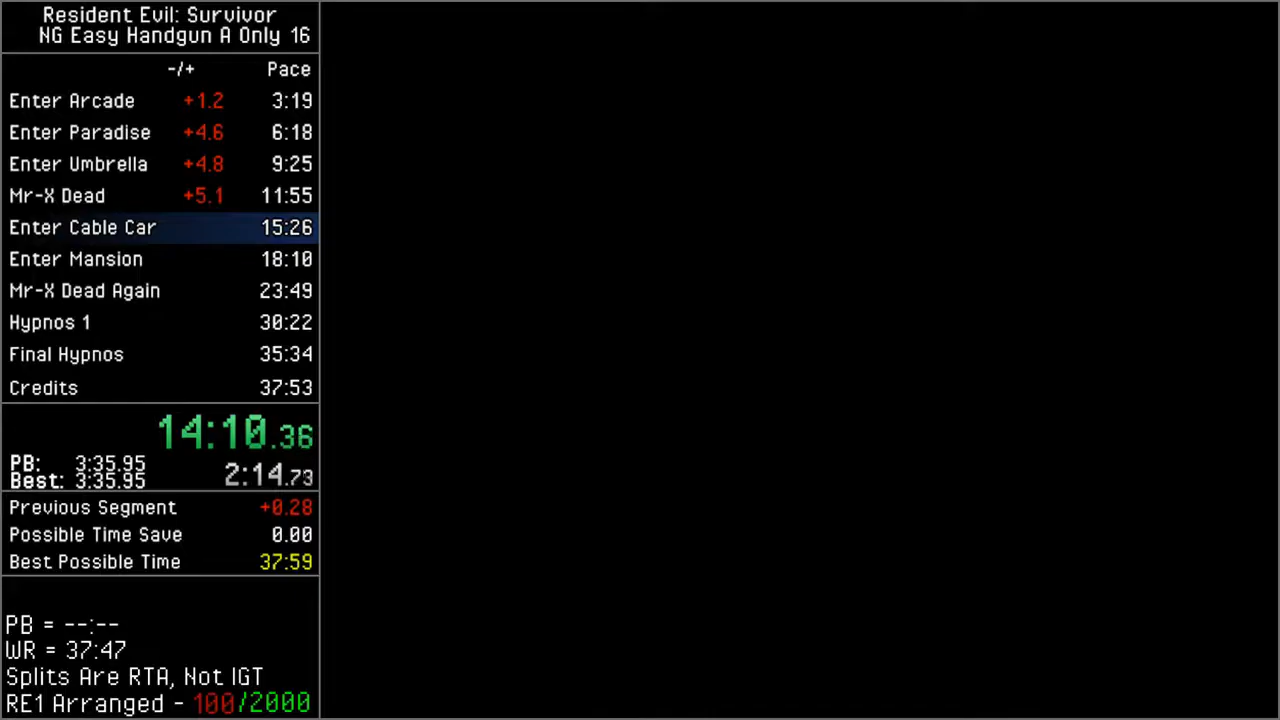 Resident Evil: Survivor
NG Easy Handgun A Only 16
-/+ Pace
Enter Arcade +1.2 3:19
Enter Paradise +4.6 6:18
Enter Umbrella +4.8 9:25
Mr-X Dead +5.1 11:55
Enter Cable Car 15:26
Enter Mansion 18:10
Mr-X Dead Again 23:49
Hypnos 1 30:22
Final Hypnos 35:34
Credits 37:53
14:10.36
PB: 3:35.95
Best: 3:35.95 2:14.73
Previous Segment +0.28
Possible Time Save 0.00
Best Possible Time 37:59
PB = --:--
WR = 37:47
Splits Are RTA, Not IGT
RE1 Arranged - 100/2000